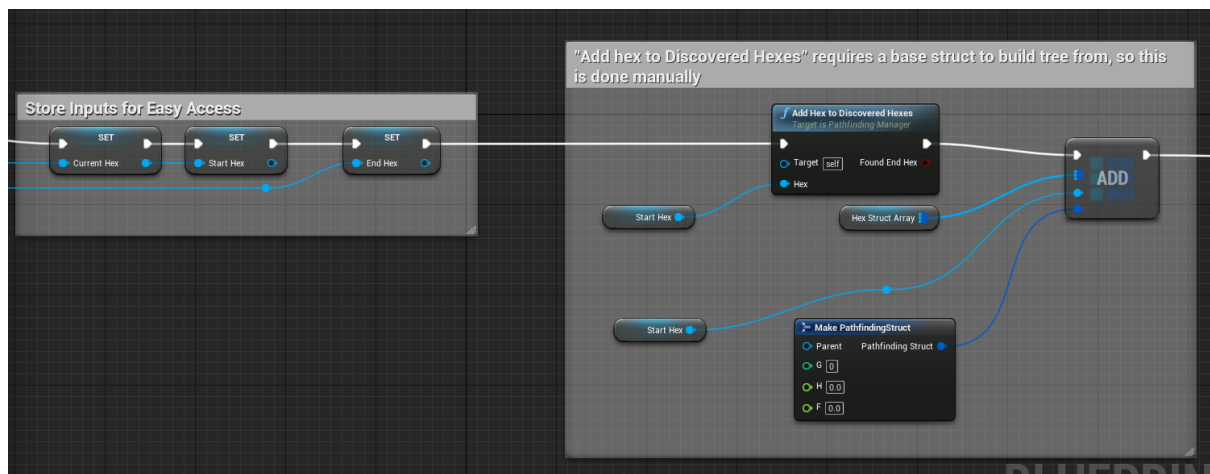 "Add hex to Discovered Hexes" requires a base struct to build tree from, so this
is done manually
Store Inputs for Easy Access
SET
Current Hex
SET
Start Hex
SET
End Hex
f Add Hex to Discovered Hexes
Target is Pathfinding Manager
Target self Found End Hex
Hex
Start Hex
Hex Struct Array
ADD
Start Hex
Make PathfindingStruct
Parent Pathfinding Struct
G 0
H 0.0
F 0.0